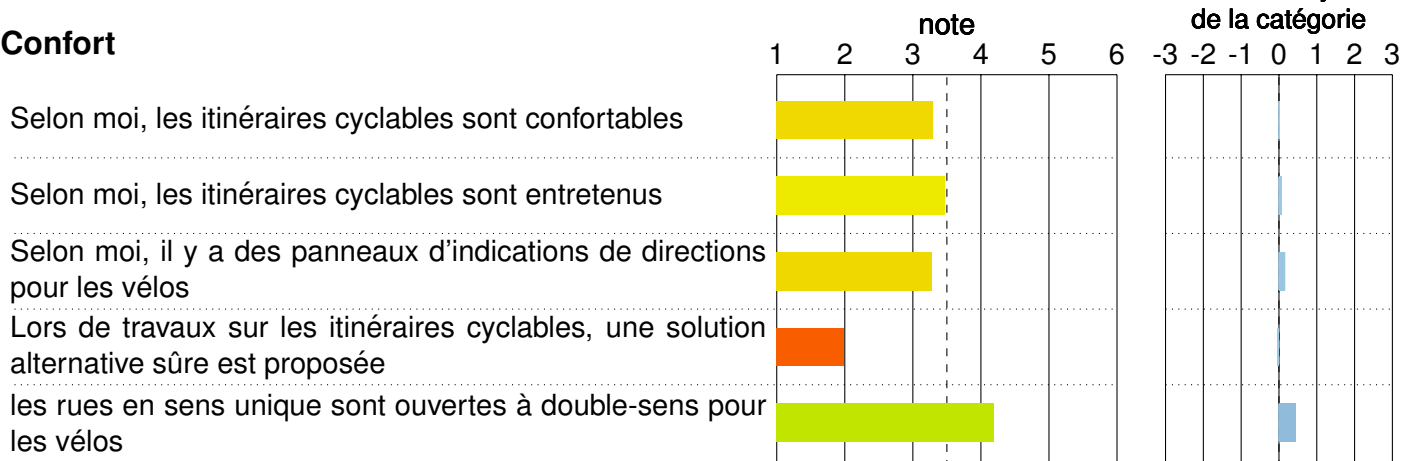 note
de la catégorie
Confort
1 2 3 4 5 6 -3 -2 -1 0 1 2 3
Selon moi, les itinéraires cyclables sont confortables
Selon moi, les itinéraires cyclables sont entretenus
Selon moi, il y a des panneaux d'indications de directions
pour les vélos
Lors de travaux sur les itinéraires cyclables, une solution
alternative sûre est proposée
les rues en sens unique sont ouvertes à double-sens pour
les vélos